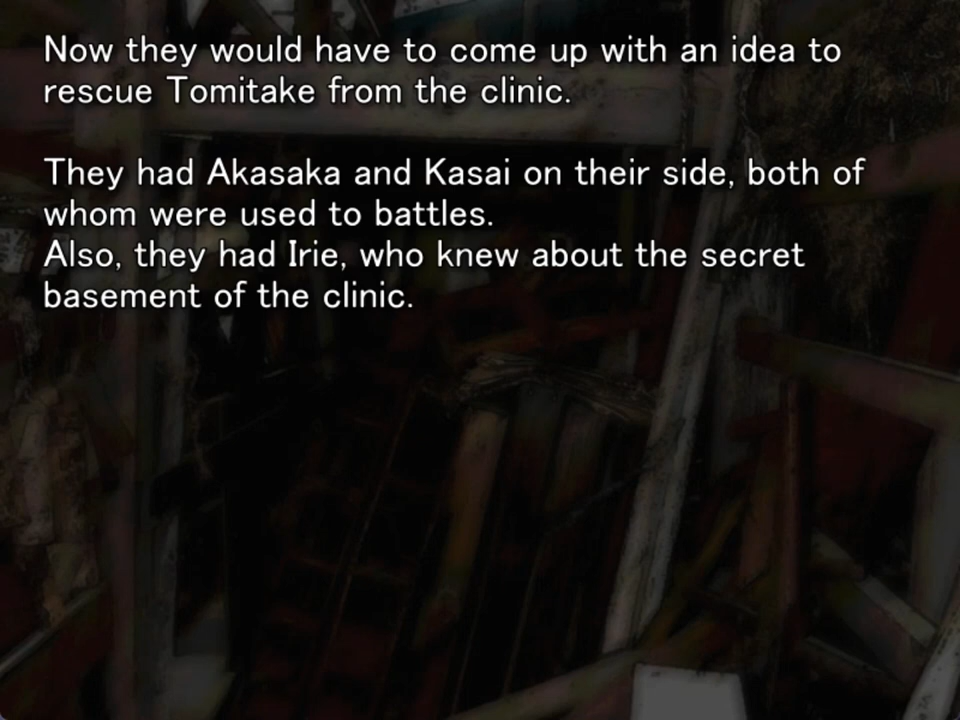 Now they would have to come up with an idea to
rescue Tomitake from the clinic.
They had Akasaka and Kasai on their side, both of
whom were used to battles.
Also, they had Irie, who knew about the secret
basement of the clinic.